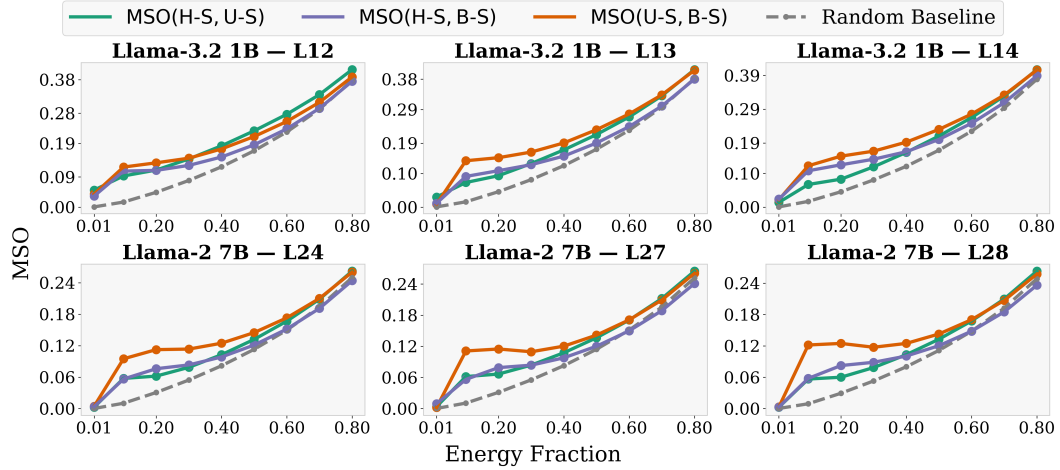 MSO(H-S, U-S) MSO(H-S, B-S) MSO(U-S, B-S) Random Baseline
Llama-3.2 1B — L12 Llama-3.2 1B — L13 Llama-3.2 1B — L14
0.38 0.39 0.39
0.28 0.29 0.29
0.19 0.19 0.19
0.09 0.10 0.10
0.00 0.00 0.00
0.01 0.20 0.40 0.60 0.80 0.01 0.20 0.40 0.60 0.80 0.01 0.20 0.40 0.60 0.80
MSO
Llama-2 7B — L24 Llama-2 7B — L27 Llama-2 7B — L28
0.24 0.24 0.24
0.18 0.18 0.18
0.12 0.12 0.12
0.06 0.06 0.06
0.00 0.00 0.00
0.01 0.20 0.40 0.60 0.80 0.01 0.20 0.40 0.60 0.80 0.01 0.20 0.40 0.60 0.80
Energy Fraction